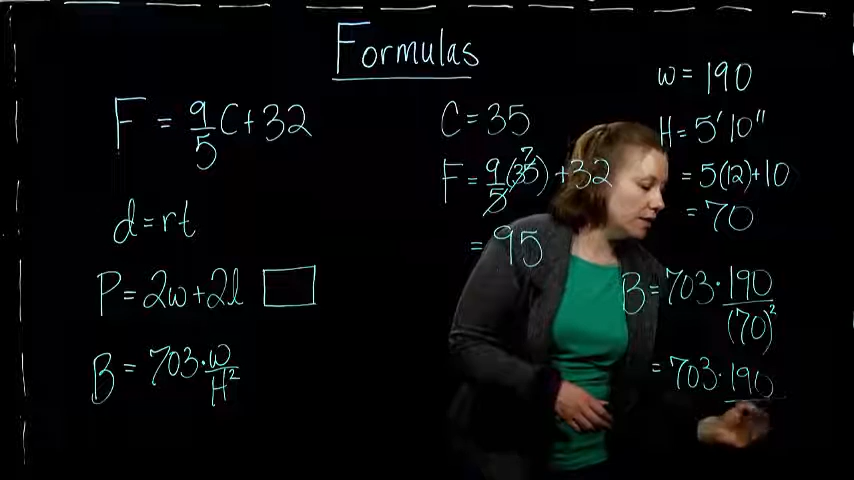 Formulas
F = 9/5 C + 32
d = rt
P = 2w + 2l
B = 703 · w/H²
C = 35
F = 9/5 (35) 7 + 32
= 95
w = 190
H = 5' 10"
= 5(12) + 10
= 70
B = 703 · 190/(70)²
= 703 · 190